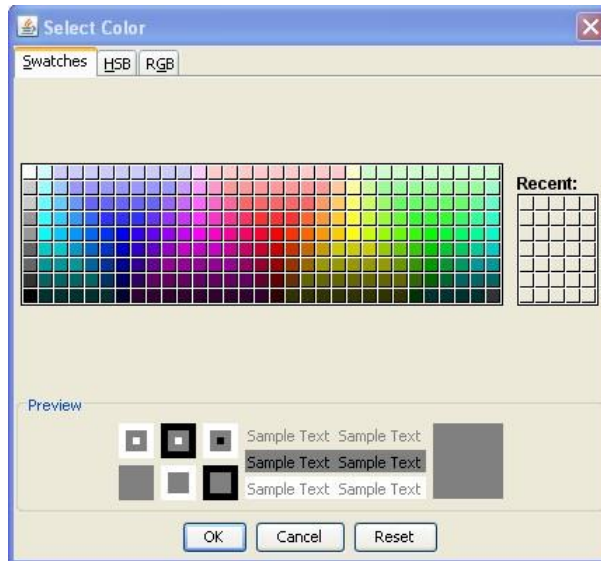 Select Color
Swatches HSB RGB
Recent:
Preview
Sample Text Sample Text
Sample Text Sample Text
Sample Text Sample Text
OK Cancel Reset